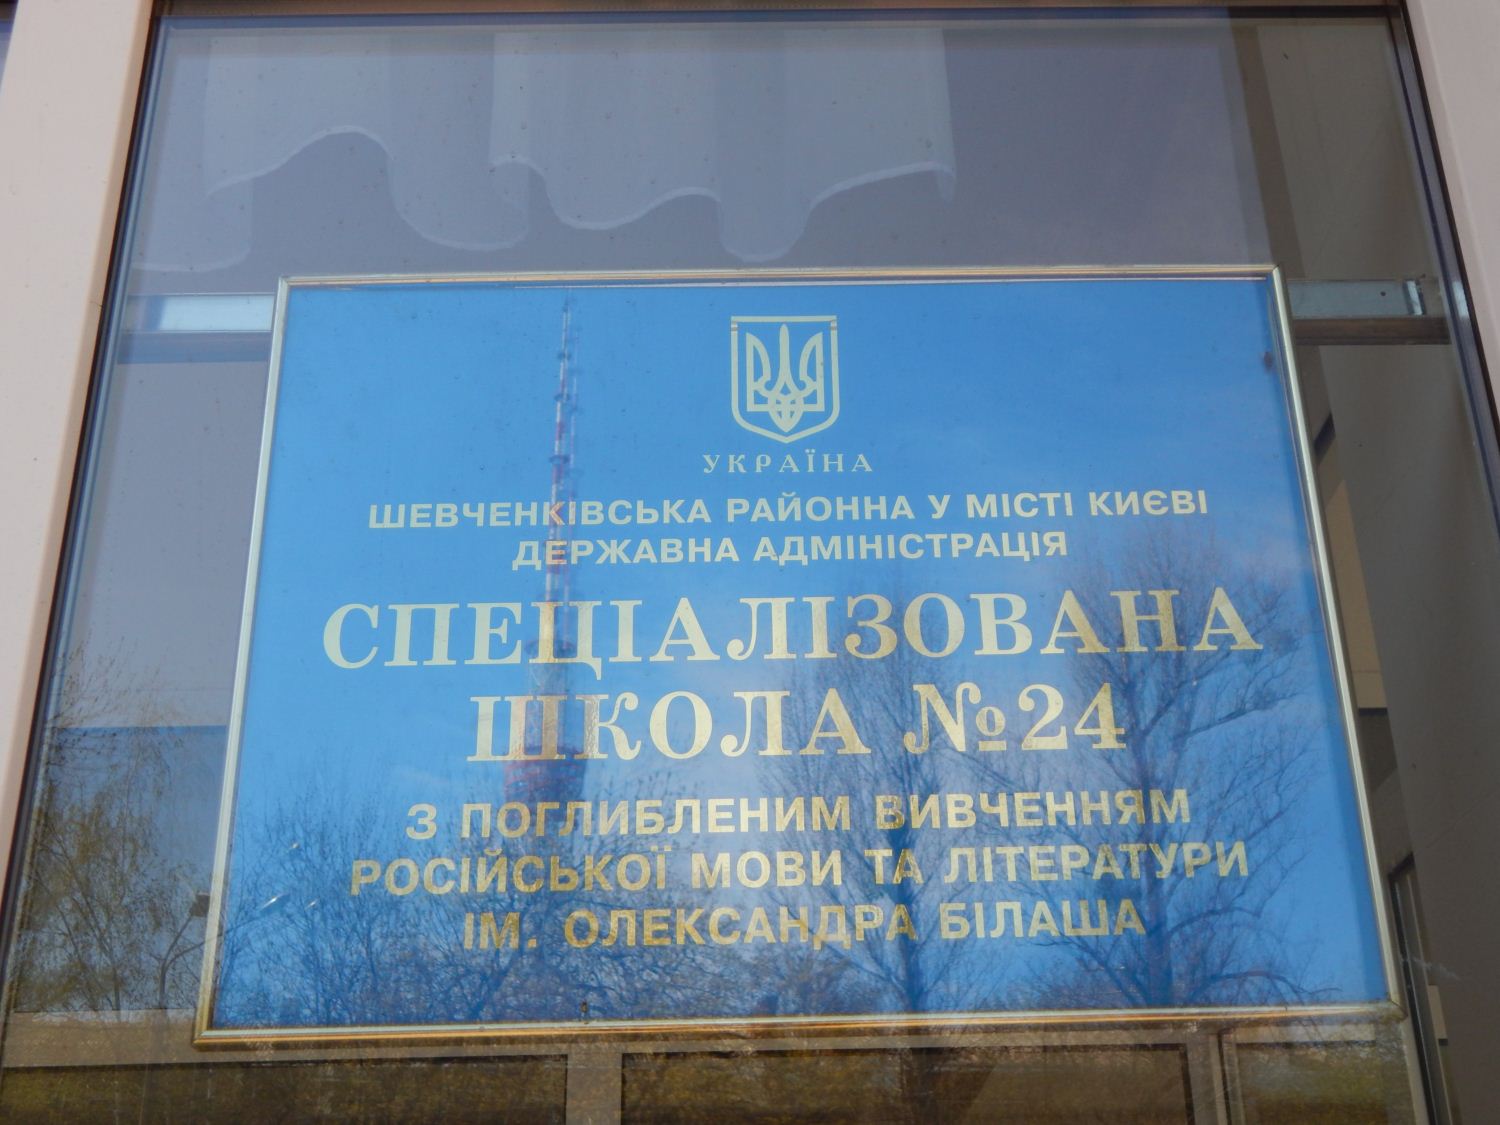 УКРАЇНА
ШЕВЧЕНКІВСЬКА РАЙОННА У МІСТІ КИЄВІ
ДЕРЖАВНА АДМІНІСТРАЦІЯ
СПЕЦІАЛІЗОВАНА
ШКОЛА №24
З ПОГЛИБЛЕНИМ ВИВЧЕННЯМ
РОСІЙСЬКОЇ МОВИ ТА ЛІТЕРАТУРИ
ІМ. ОЛЕКСАНДРА БІЛАША